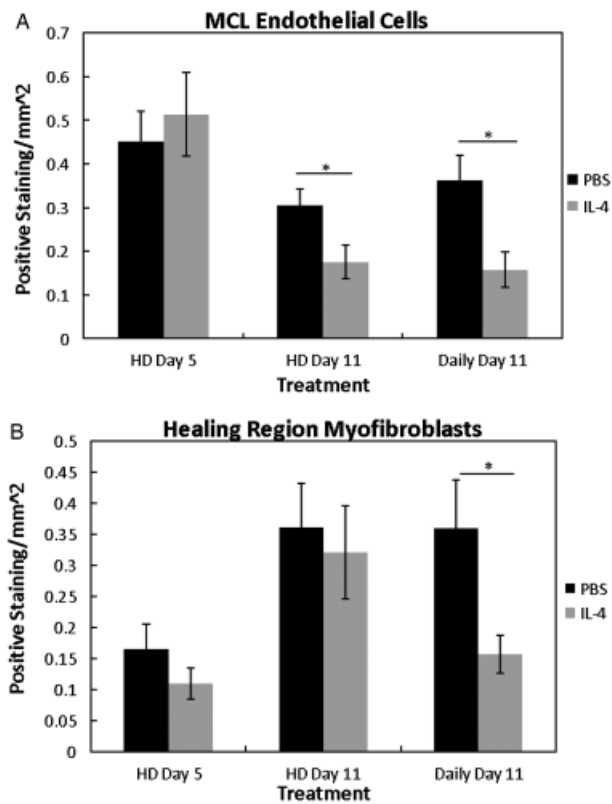 A
MCL Endothelial Cells
Positive Staining/mm^2
0.7
0.6
0.5
0.4
0.3
0.2
0.1
0
*
*
PBS
IL-4
HD Day 5 HD Day 11 Daily Day 11
Treatment
B
Healing Region Myofibroblasts
Positive Staining/mm^2
0.5
0.45
0.4
0.35
0.3
0.25
0.2
0.15
0.1
0.05
0
*
PBS
IL-4
HD Day 5 HD Day 11 Daily Day 11
Treatment